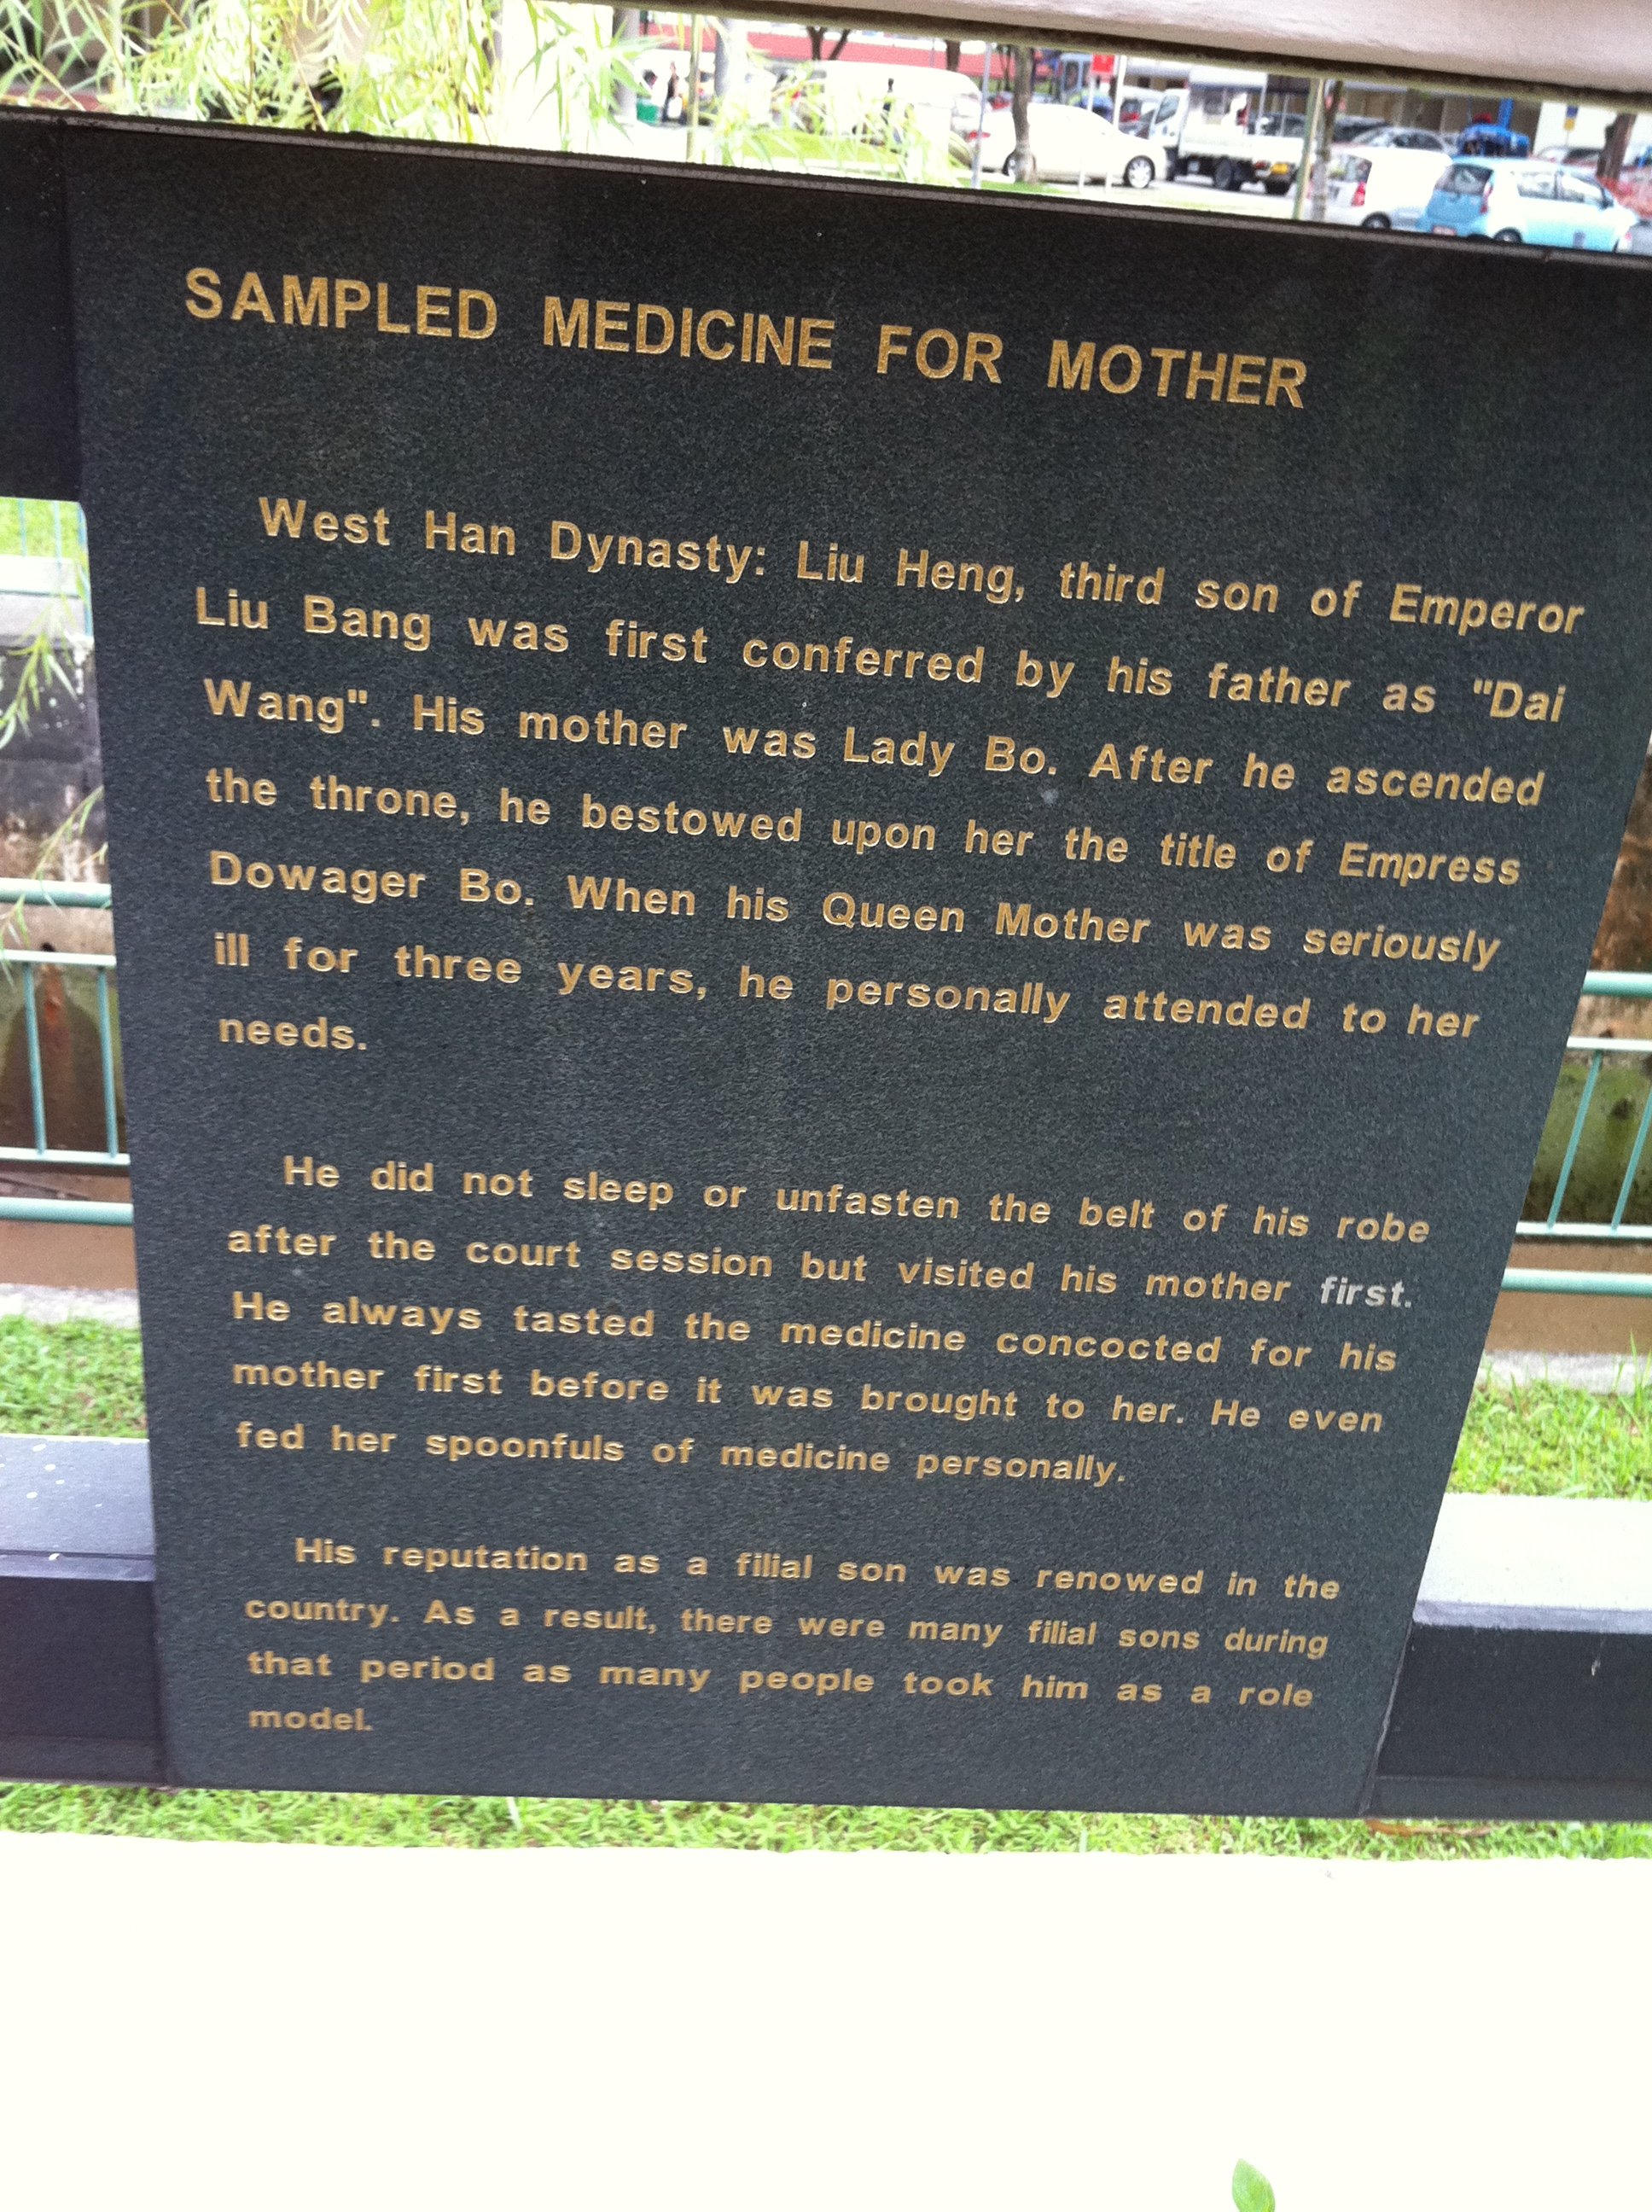 SAMPLED MEDICINE FOR MOTHER
West Han Dynasty: Liu Heng, third son of Emperor
Liu Bang was first conferred by his father as "Dai
Wang". His mother was Lady Bo. After he ascended
the throne, he bestowed upon her the title of Empress
Dowager Bo. When his Queen Mother was seriously
ill for three years, he personally attended to her
needs.
He did not sleep or unfasten the belt of his robe
after the court session but visited his mother first.
He always tasted the medicine concocted for his
mother first before it was brought to her. He even
fed her spoonfuls of medicine personally.
His reputation as a filial son was renowed in the
country. As a result, there were many filial sons during
that period as many people took him as a role
model.